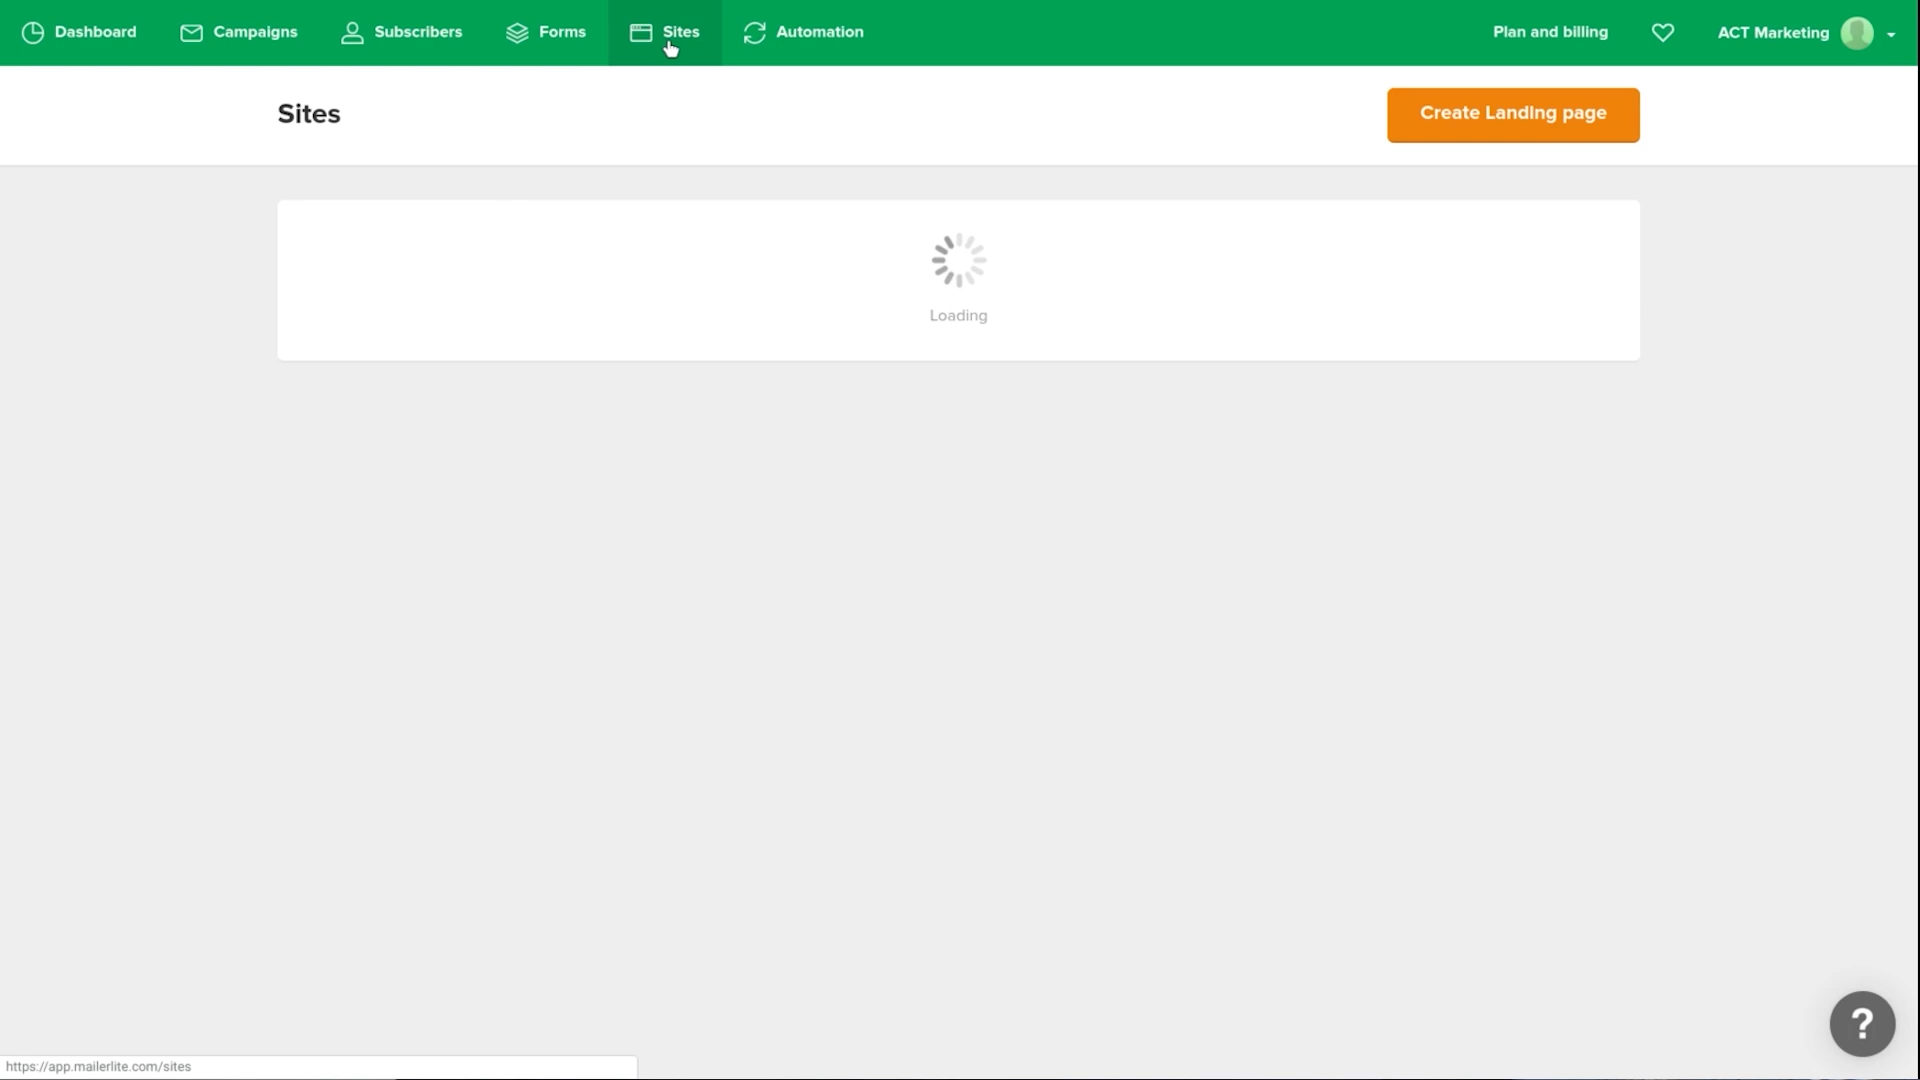 Dashboard
Campaigns
Subscribers
Forms
Sites
Automation
Plan and billing
ACT Marketing
Sites
Create Landing page
Loading
?
https://app.mailerlite.com/sites